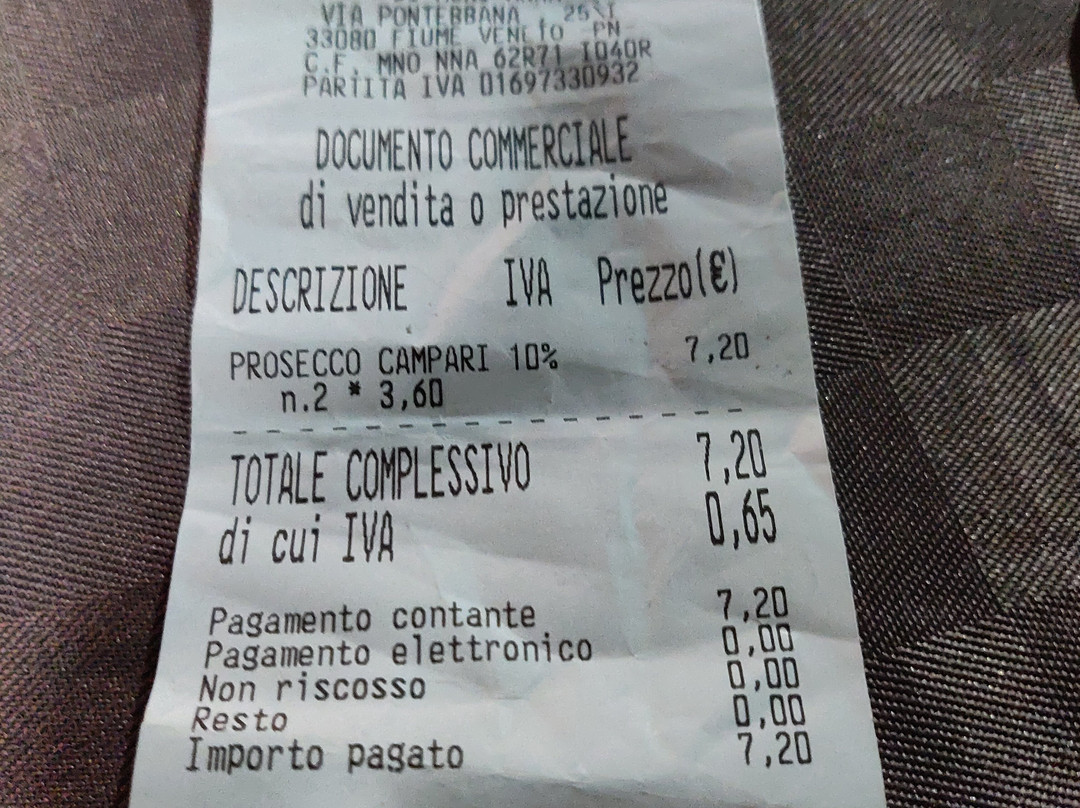 VIA PONTEBBANA 25\I
33080 FIUME VENETO PN
C.F. MNO NNA 62R71 I040R
PARTITA IVA 01697330932
DOCUMENTO COMMERCIALE
di vendita o prestazione
DESCRIZIONE IVA Prezzo(€)
PROSECCO CAMPARI 10% 7,20
n.2 * 3,60
TOTALE COMPLESSIVO 7,20
di cui IVA 0,65
Pagamento contante 7,20
Pagamento elettronico 0,00
Non riscosso 0,00
Resto 0,00
Importo pagato 7,20